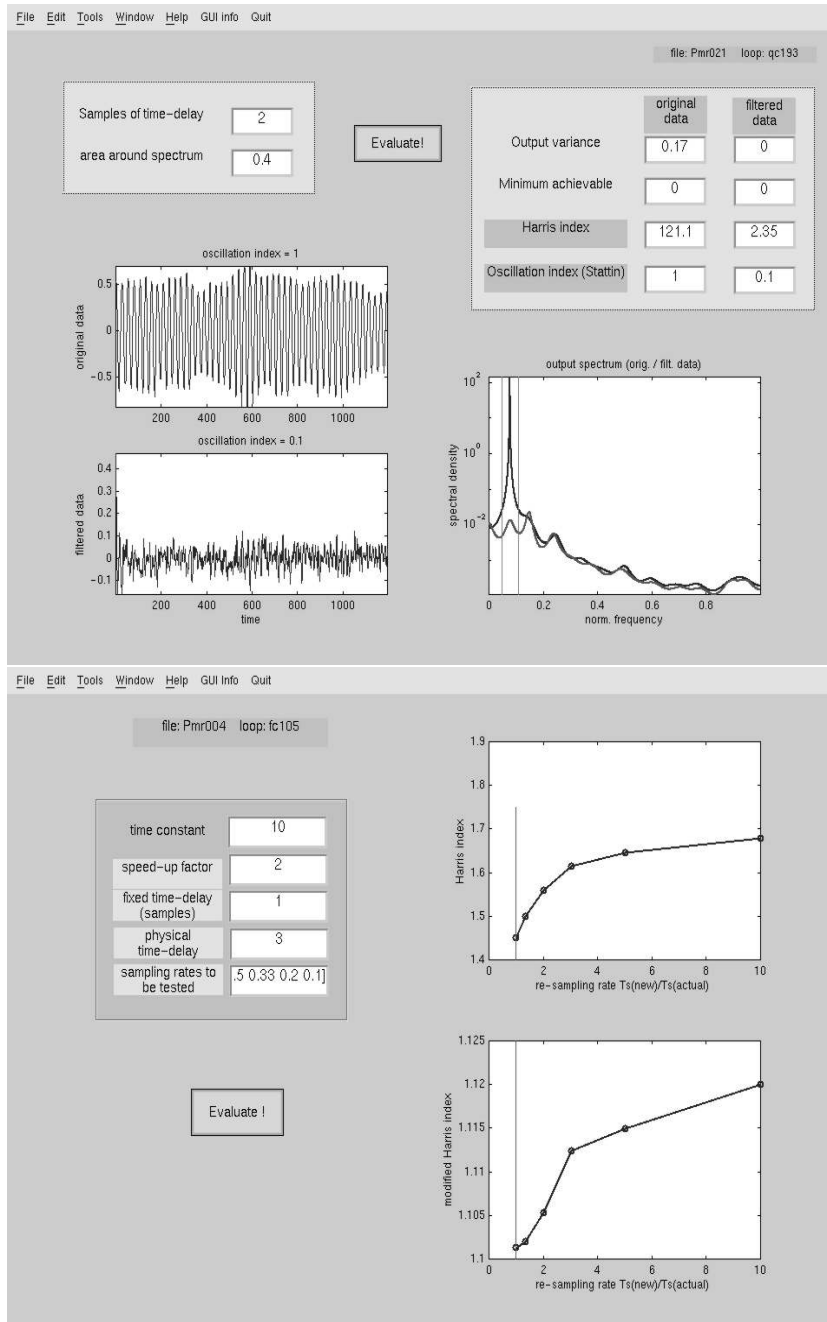 File Edit Tools Window Help GUI info Quit
file: Pmr021 loop: qc193
Samples of time-delay 2
area around spectrum 0.4
Evaluate!
original data filtered data
Output variance 0.17 0
Minimum achievable 0 0
Harris index 121.1 2.35
Oscillation index (Stattin) 1 0.1
oscillation index = 1
original data
0.5
0
-0.5
200 400 600 800 1000
oscillation index = 0.1
filtered data
0.4
0.3
0.2
0.1
0
-0.1
200 400 600 800 1000
time
output spectrum (orig. / filt. data)
spectral density
10^2
10^0
10^-2
0 0.2 0.4 0.6 0.8
norm. frequency
File Edit Tools Window Help GUI Info Quit
file: Pmr004 loop: fc105
time constant 10
speed-up factor 2
fixed time-delay (samples) 1
physical time-delay 3
sampling rates to be tested .5 0.33 0.2 0.1]
Evaluate !
Harris index
1.9
1.8
1.7
1.6
1.5
1.4
0 2 4 6 8 10
re-sampling rate Ts(new)/Ts(actual)
modified Harris index
1.125
1.12
1.115
1.11
1.105
1.1
0 2 4 6 8 10
re-sampling rate Ts(new)/Ts(actual)